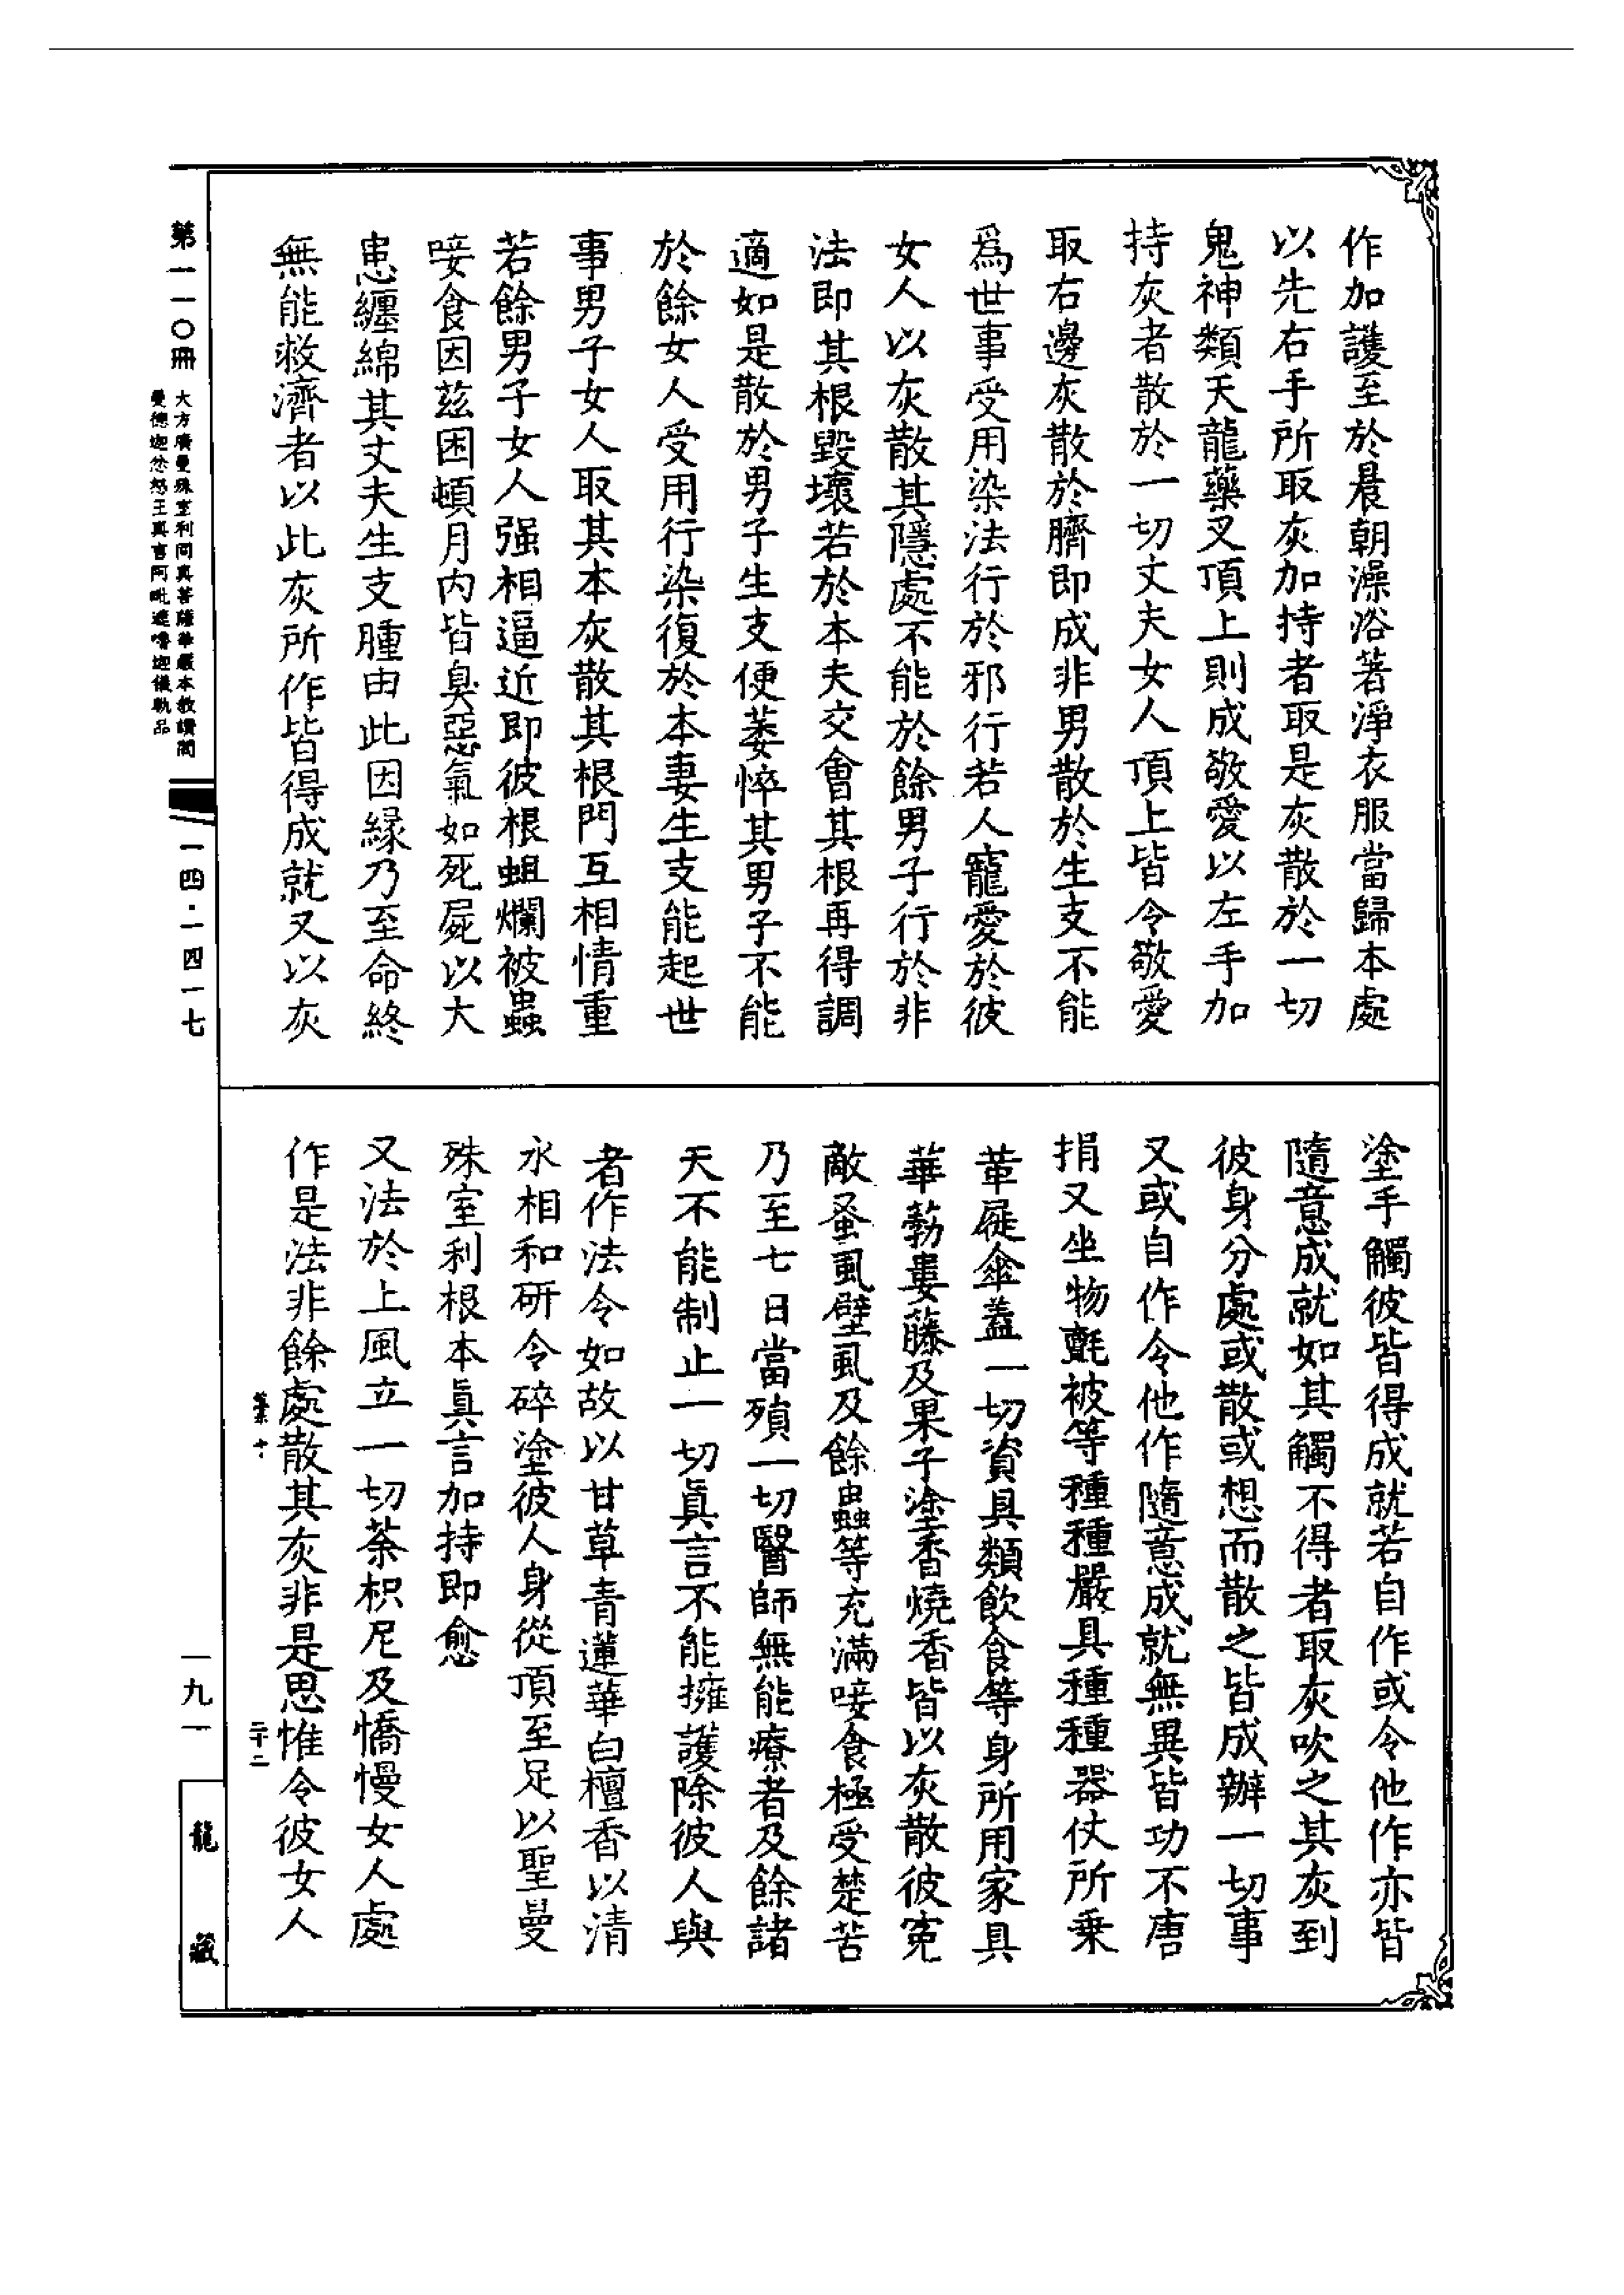 作加護至於晨朝澡浴著淨衣服當歸本處
以先右手所取灰加持者取是灰散於一切
鬼神類天龍藥叉頂上則成敬愛以左手加
持灰者散於一切丈夫女人頂上皆令敬愛
取右邊灰散於臍即成非男散於生支不能
爲世事受用染法行於邪行若人寵愛於彼
女人以灰散其隱處不能於餘男子行於非
法即其根毀壞若於本夫交會其根再得調
適如是散於男子生支便萎悴其男子不能
於餘女人受用行染復於本妻生支能起世
事男子女人取其本灰散其根門互相情重
若餘男子女人强相逼近即彼根蛆爛被蟲
唼食因茲困頓月內皆臭惡氣如死屍以大
患纏綿其丈夫生支腫由此因緣乃至命終
無能救濟者以此灰所作皆得成就又以灰
塗手觸彼皆得成就若自作或令他作亦皆
隨意成就如其觸不得者取灰吹之其灰到
彼身分處或散或想而散之皆成辦一切事
又或自作令他作隨意成就無異皆功不唐
捐又坐物氎被等種種嚴具種種器仗所乗
革屣傘蓋一切資具類飲食等身所用家具
華勒婁藤及果子塗香燒香皆以灰散彼寃
敵蚤虱壁虱及餘蟲等充滿唼食極受楚苦
乃至七日當殞一切醫師無能療者及餘諸
天不能制止一切眞言不能擁護除彼人與
者作法令如故以甘草青蓮華白檀香以清
水相和研令碎塗彼人身從頂至足以聖曼
殊室利根本眞言加持即愈
又法於上風立一切荼枳尼及憍慢女人處
作是法非餘處散其灰非是思惟令彼女人
二十二
第一一〇冊
大方廣曼殊室利同眞菩薩華嚴本教讚閻
曼德迦忿怒王眞言阿毗遮嚕迦儀軌品
一四·一四一七
一九一
龍藏